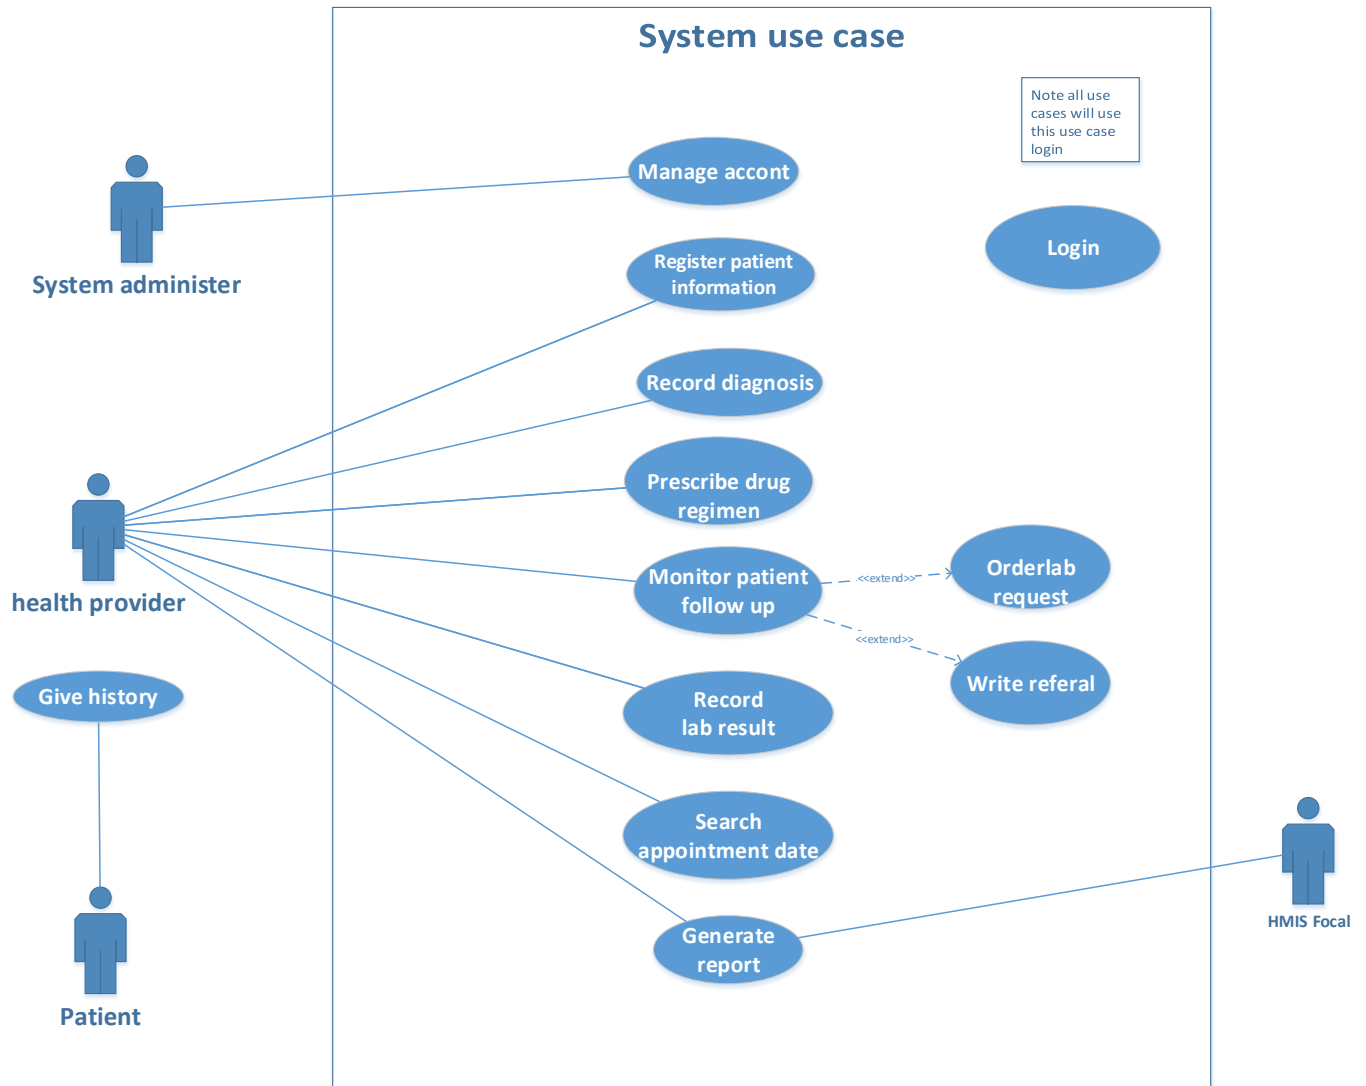 System use case
Note all use
cases will use
this use case
login
Manage accont
Login
System administer
Register patient
information
Record diagnosis
Prescribe drug
regimen
health provider
Monitor patient
follow up
<<extend>>
Orderlab
request
<<extend>>
Write referal
Give history
Record
lab result
Search
appointment date
HMIS Focal
Generate
report
Patient